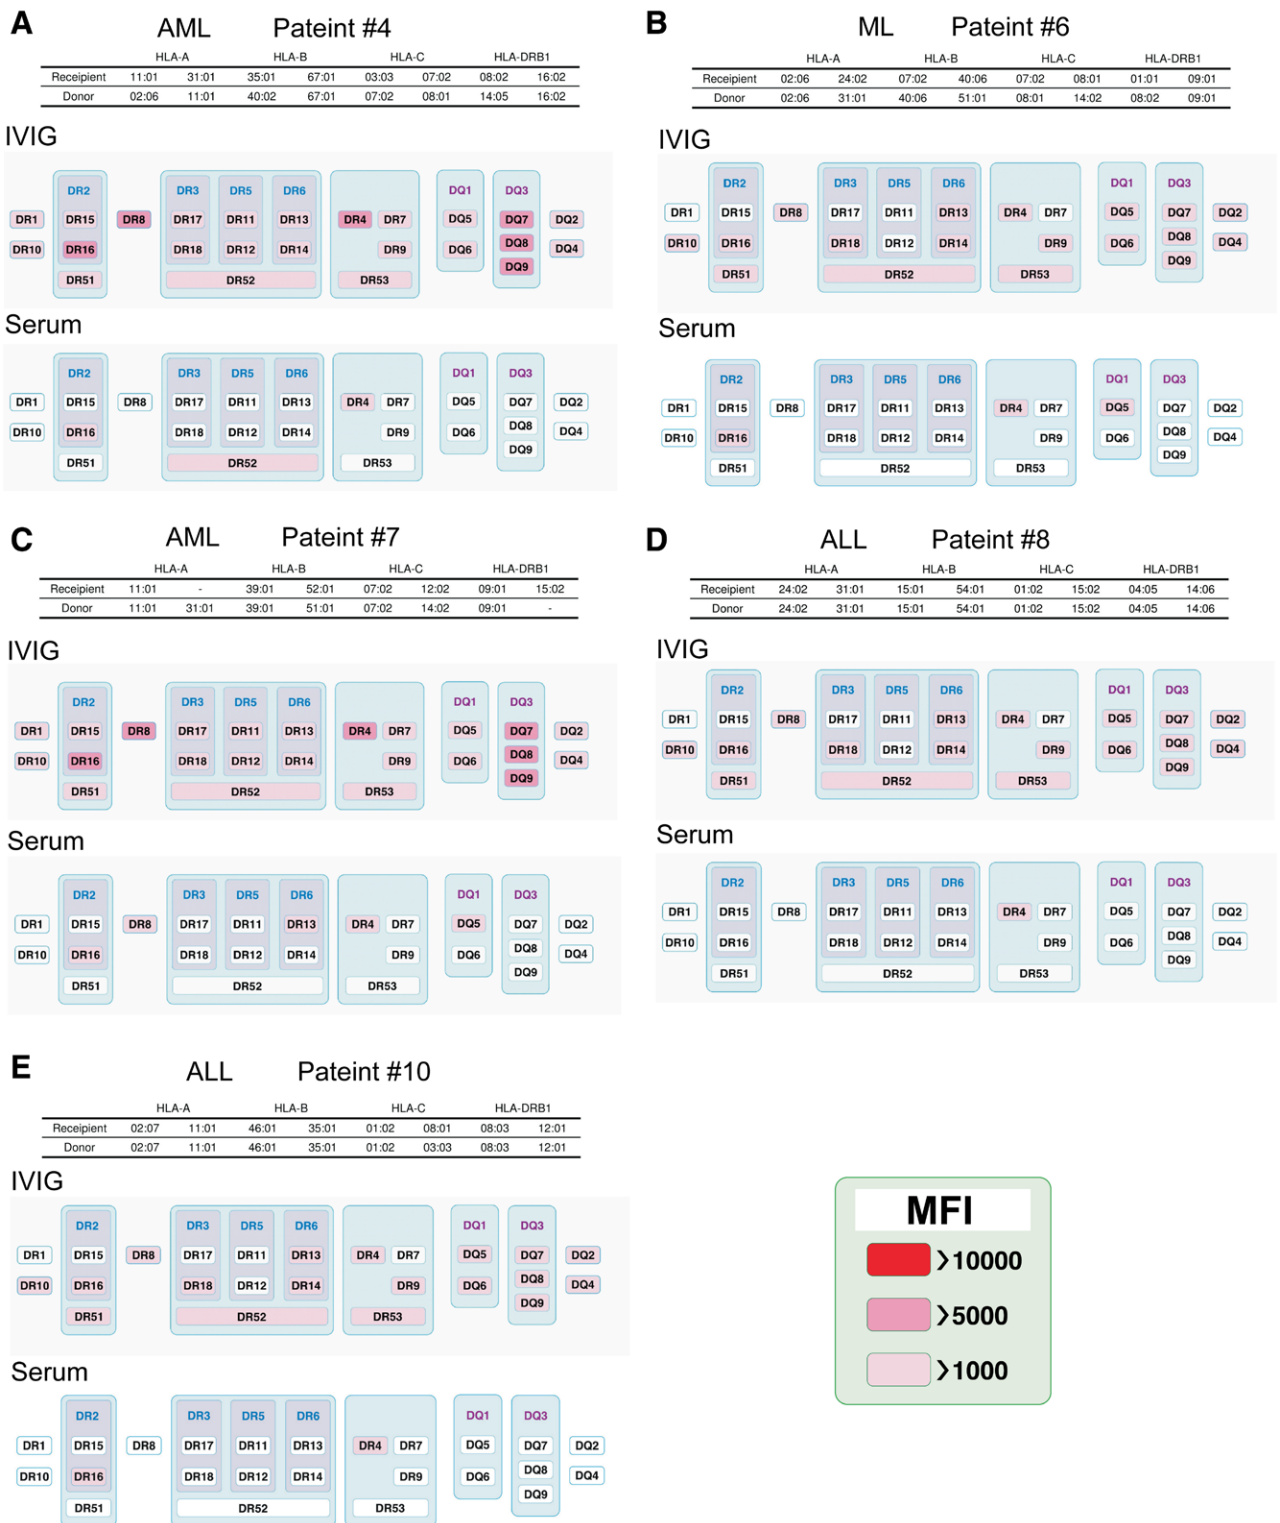 A AML Pateint #4
HLA-A HLA-B HLA-C HLA-DRB1
Receipient 11:01 31:01 35:01 67:01 03:03 07:02 08:02 16:02
Donor 02:06 11:01 40:02 67:01 07:02 08:01 14:05 16:02
IVIG
DR2 DR3 DR5 DR6 DQ1 DQ3
DR1 DR15 DR8 DR17 DR11 DR13 DR4 DR7 DQ5 DQ7 DQ2
DR10 DR16 DR18 DR12 DR14 DR9 DQ6 DQ8 DQ4
DQ9
DR51 DR52 DR53
Serum
DR2 DR3 DR5 DR6 DQ1 DQ3
DR1 DR15 DR8 DR17 DR11 DR13 DR4 DR7 DQ5 DQ7 DQ2
DR10 DR16 DR18 DR12 DR14 DR9 DQ6 DQ8 DQ4
DQ9
DR51 DR52 DR53
B ML Pateint #6
HLA-A HLA-B HLA-C HLA-DRB1
Receipient 02:06 24:02 07:02 40:06 07:02 08:01 01:01 09:01
Donor 02:06 31:01 40:06 51:01 08:01 14:02 08:02 09:01
IVIG
DR2 DR3 DR5 DR6 DQ1 DQ3
DR1 DR15 DR8 DR17 DR11 DR13 DR4 DR7 DQ5 DQ7 DQ2
DR10 DR16 DR18 DR12 DR14 DR9 DQ6 DQ8 DQ4
DQ9
DR51 DR52 DR53
Serum
DR2 DR3 DR5 DR6 DQ1 DQ3
DR1 DR15 DR8 DR17 DR11 DR13 DR4 DR7 DQ5 DQ7 DQ2
DR10 DR16 DR18 DR12 DR14 DR9 DQ6 DQ8 DQ4
DQ9
DR51 DR52 DR53
C AML Pateint #7
HLA-A HLA-B HLA-C HLA-DRB1
Receipient 11:01 - 39:01 52:01 07:02 12:02 09:01 15:02
Donor 11:01 31:01 39:01 51:01 07:02 14:02 09:01 -
IVIG
DR2 DR3 DR5 DR6 DQ1 DQ3
DR1 DR15 DR8 DR17 DR11 DR13 DR4 DR7 DQ5 DQ7 DQ2
DR10 DR16 DR18 DR12 DR14 DR9 DQ6 DQ8 DQ4
DQ9
DR51 DR52 DR53
Serum
DR2 DR3 DR5 DR6 DQ1 DQ3
DR1 DR15 DR8 DR17 DR11 DR13 DR4 DR7 DQ5 DQ7 DQ2
DR10 DR16 DR18 DR12 DR14 DR9 DQ6 DQ8 DQ4
DQ9
DR51 DR52 DR53
D ALL Pateint #8
HLA-A HLA-B HLA-C HLA-DRB1
Receipient 24:02 31:01 15:01 54:01 01:02 15:02 04:05 14:06
Donor 24:02 31:01 15:01 54:01 01:02 15:02 04:05 14:06
IVIG
DR2 DR3 DR5 DR6 DQ1 DQ3
DR1 DR15 DR8 DR17 DR11 DR13 DR4 DR7 DQ5 DQ7 DQ2
DR10 DR16 DR18 DR12 DR14 DR9 DQ6 DQ8 DQ4
DQ9
DR51 DR52 DR53
Serum
DR2 DR3 DR5 DR6 DQ1 DQ3
DR1 DR15 DR8 DR17 DR11 DR13 DR4 DR7 DQ5 DQ7 DQ2
DR10 DR16 DR18 DR12 DR14 DR9 DQ6 DQ8 DQ4
DQ9
DR51 DR52 DR53
E ALL Pateint #10
HLA-A HLA-B HLA-C HLA-DRB1
Receipient 02:07 11:01 46:01 35:01 01:02 08:01 08:03 12:01
Donor 02:07 11:01 46:01 35:01 01:02 03:03 08:03 12:01
IVIG
DR2 DR3 DR5 DR6 DQ1 DQ3
DR1 DR15 DR8 DR17 DR11 DR13 DR4 DR7 DQ5 DQ7 DQ2
DR10 DR16 DR18 DR12 DR14 DR9 DQ6 DQ8 DQ4
DQ9
DR51 DR52 DR53
Serum
DR2 DR3 DR5 DR6 DQ1 DQ3
DR1 DR15 DR8 DR17 DR11 DR13 DR4 DR7 DQ5 DQ7 DQ2
DR10 DR16 DR18 DR12 DR14 DR9 DQ6 DQ8 DQ4
DQ9
DR51 DR52 DR53
MFI
>10000
>5000
>1000